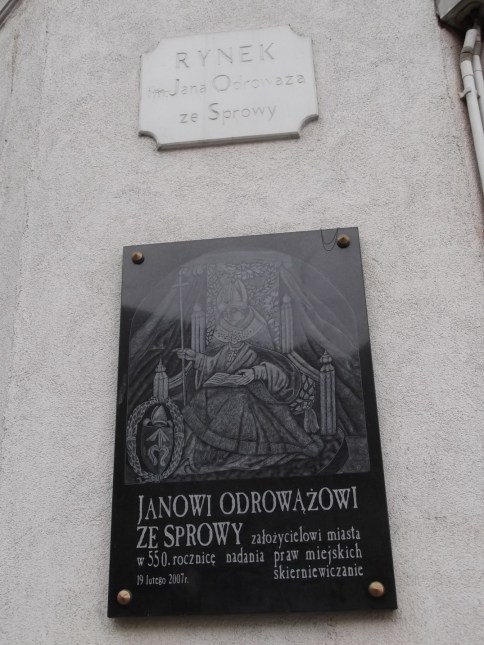 RYNEK
im. Jana Odrowąża
ze Sprowy
JANOWI ODROWĄŻOWI
ZE SPROWY założycielowi miasta
w 550. rocznicę nadania praw miejskich
19 lutego 2007r. skierniewiczanie